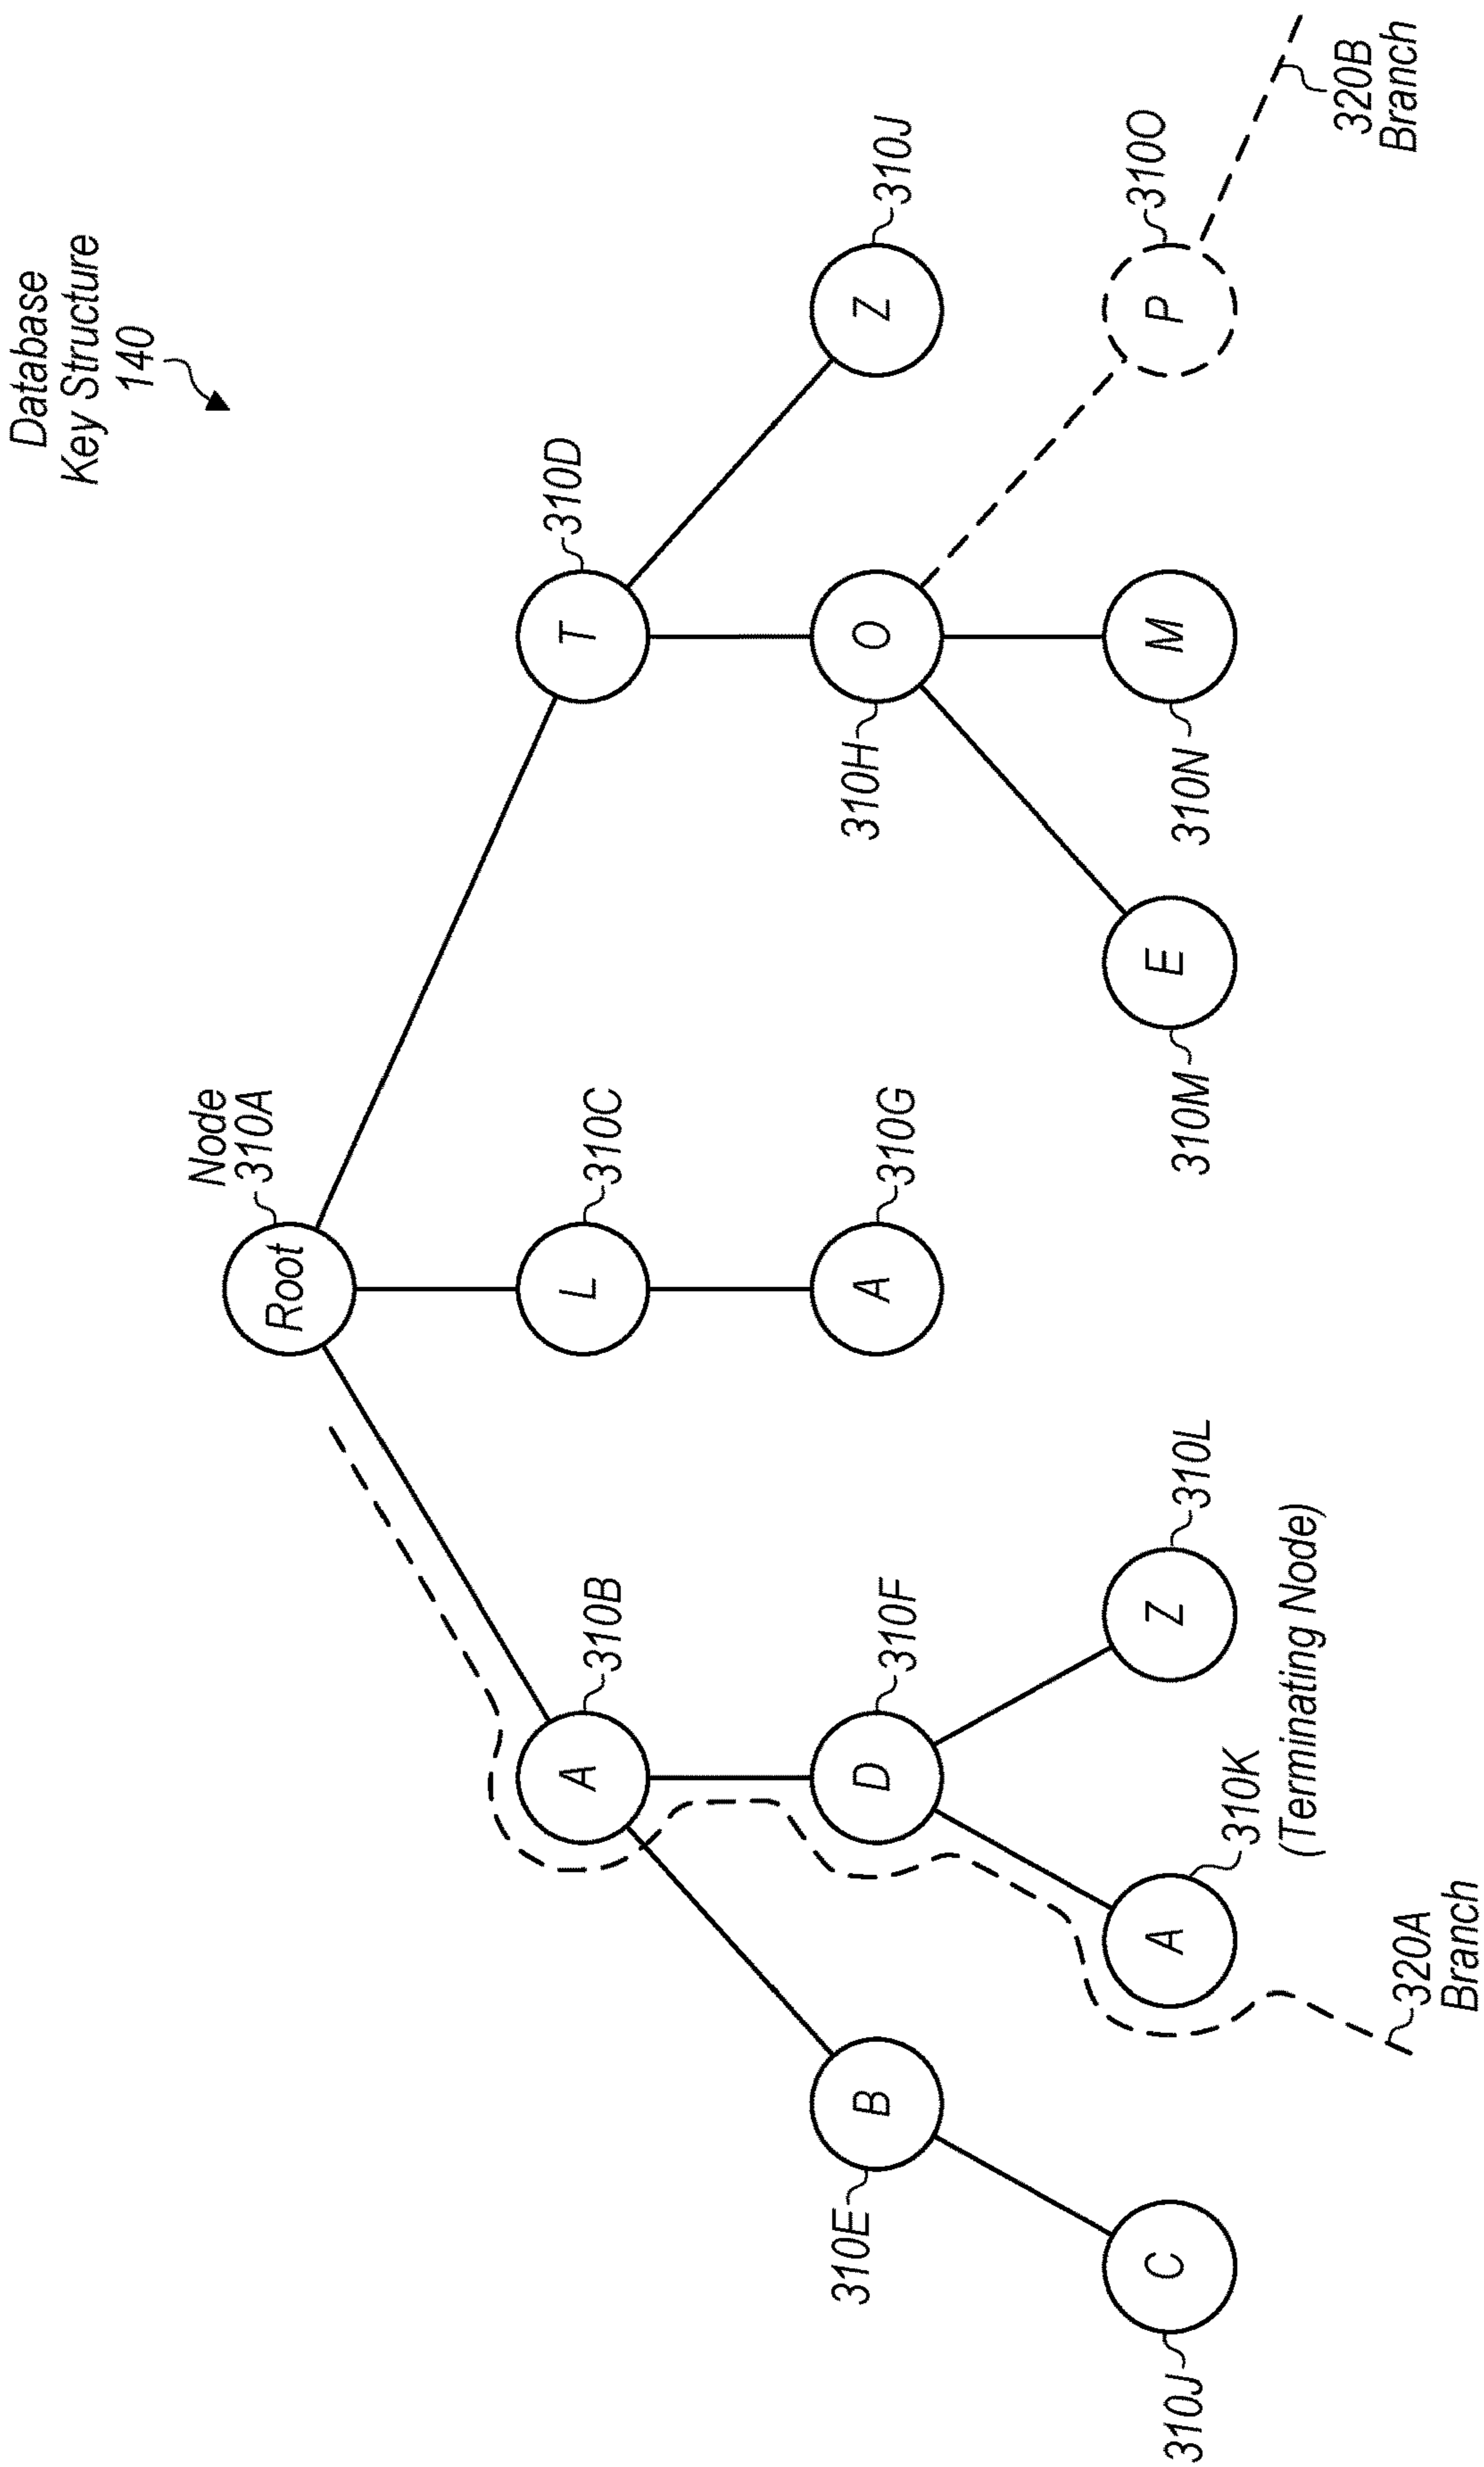 Database
Key Structure
140
Node
310A
Root
A
310B
L
310C
T
310D
310E
B
D
310F
A
310G
310H
O
Z
310J
310J
C
A
310K
(Terminating Node)
Z
310L
310M
E
310N
M
P
310O
320A
Branch
320B
Branch